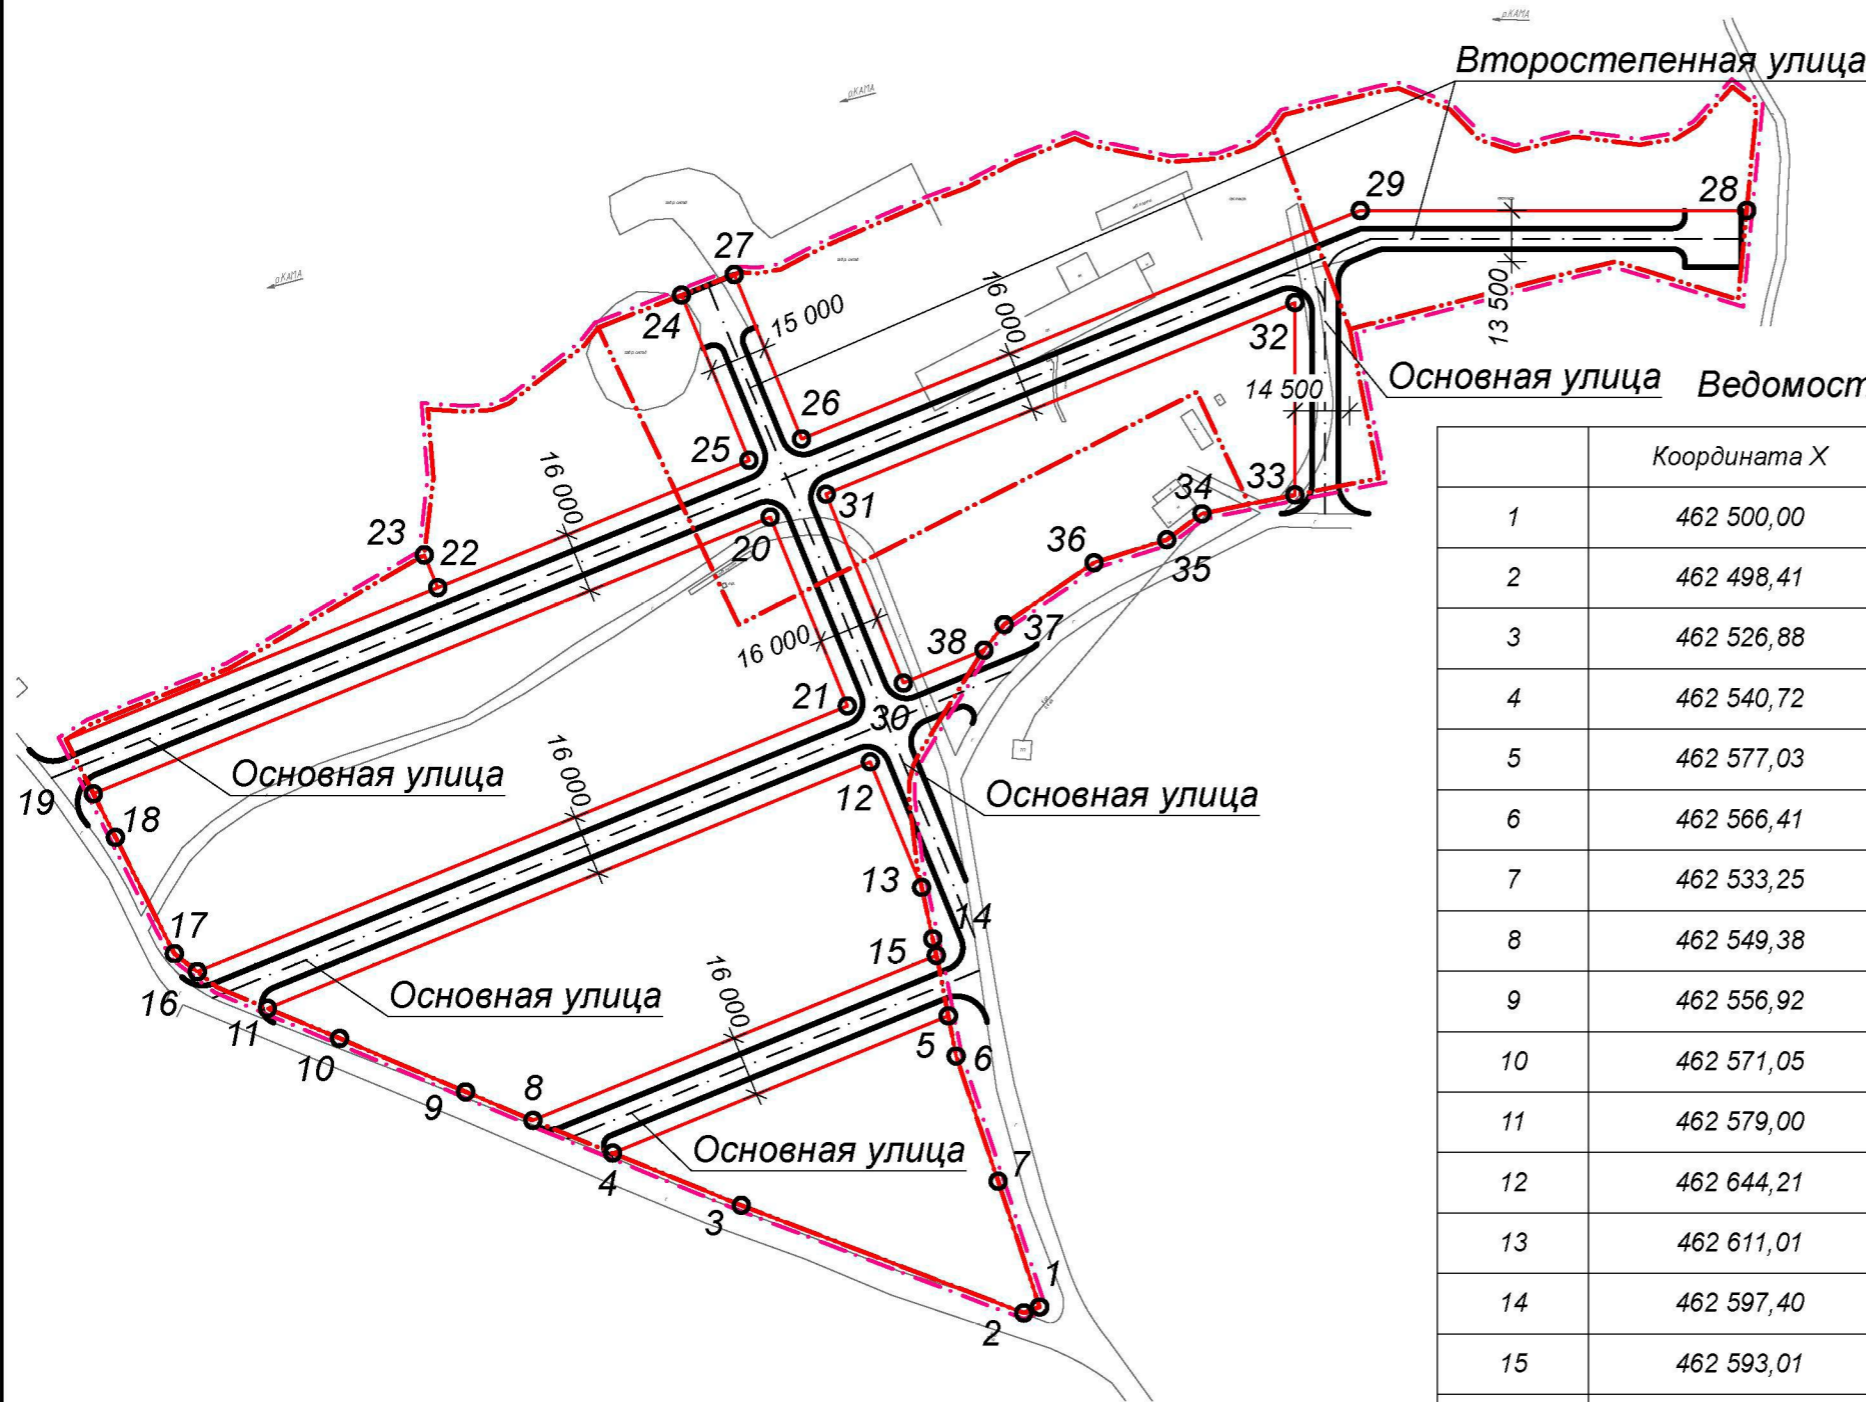 р.КАМА
Второстепенная улица
р.КАМА
29
28
27
р.КАМА
24
15 000
16 000
13 500
32
14 500
Основная улица
Ведомост
26
25
16 000
33
34
31
23
22
20
36
35
16 000
38
37
21
30
Основная улица
19
18
16 000
12
Основная улица
13
14
17
15
16
Основная улица
16 000
11
10
5
6
9
8
Основная улица
4
7
3
1
2
Координата X
1 462 500,00
2 462 498,41
3 462 526,88
4 462 540,72
5 462 577,03
6 462 566,41
7 462 533,25
8 462 549,38
9 462 556,92
10 462 571,05
11 462 579,00
12 462 644,21
13 462 611,01
14 462 597,40
15 462 593,01